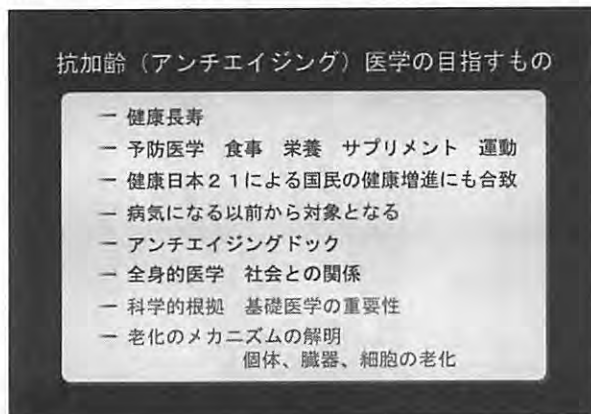 抗加齢（アンチエイジング）医学の目指すもの
ー 健康長寿
ー 予防医学　食事　栄養　サプリメント　運動
ー 健康日本２１による国民の健康増進にも合致
ー 病気になる以前から対象となる
ー アンチエイジングドック
ー 全身的医学　社会との関係
ー 科学的根拠　基礎医学の重要性
ー 老化のメカニズムの解明
個体、臓器、細胞の老化